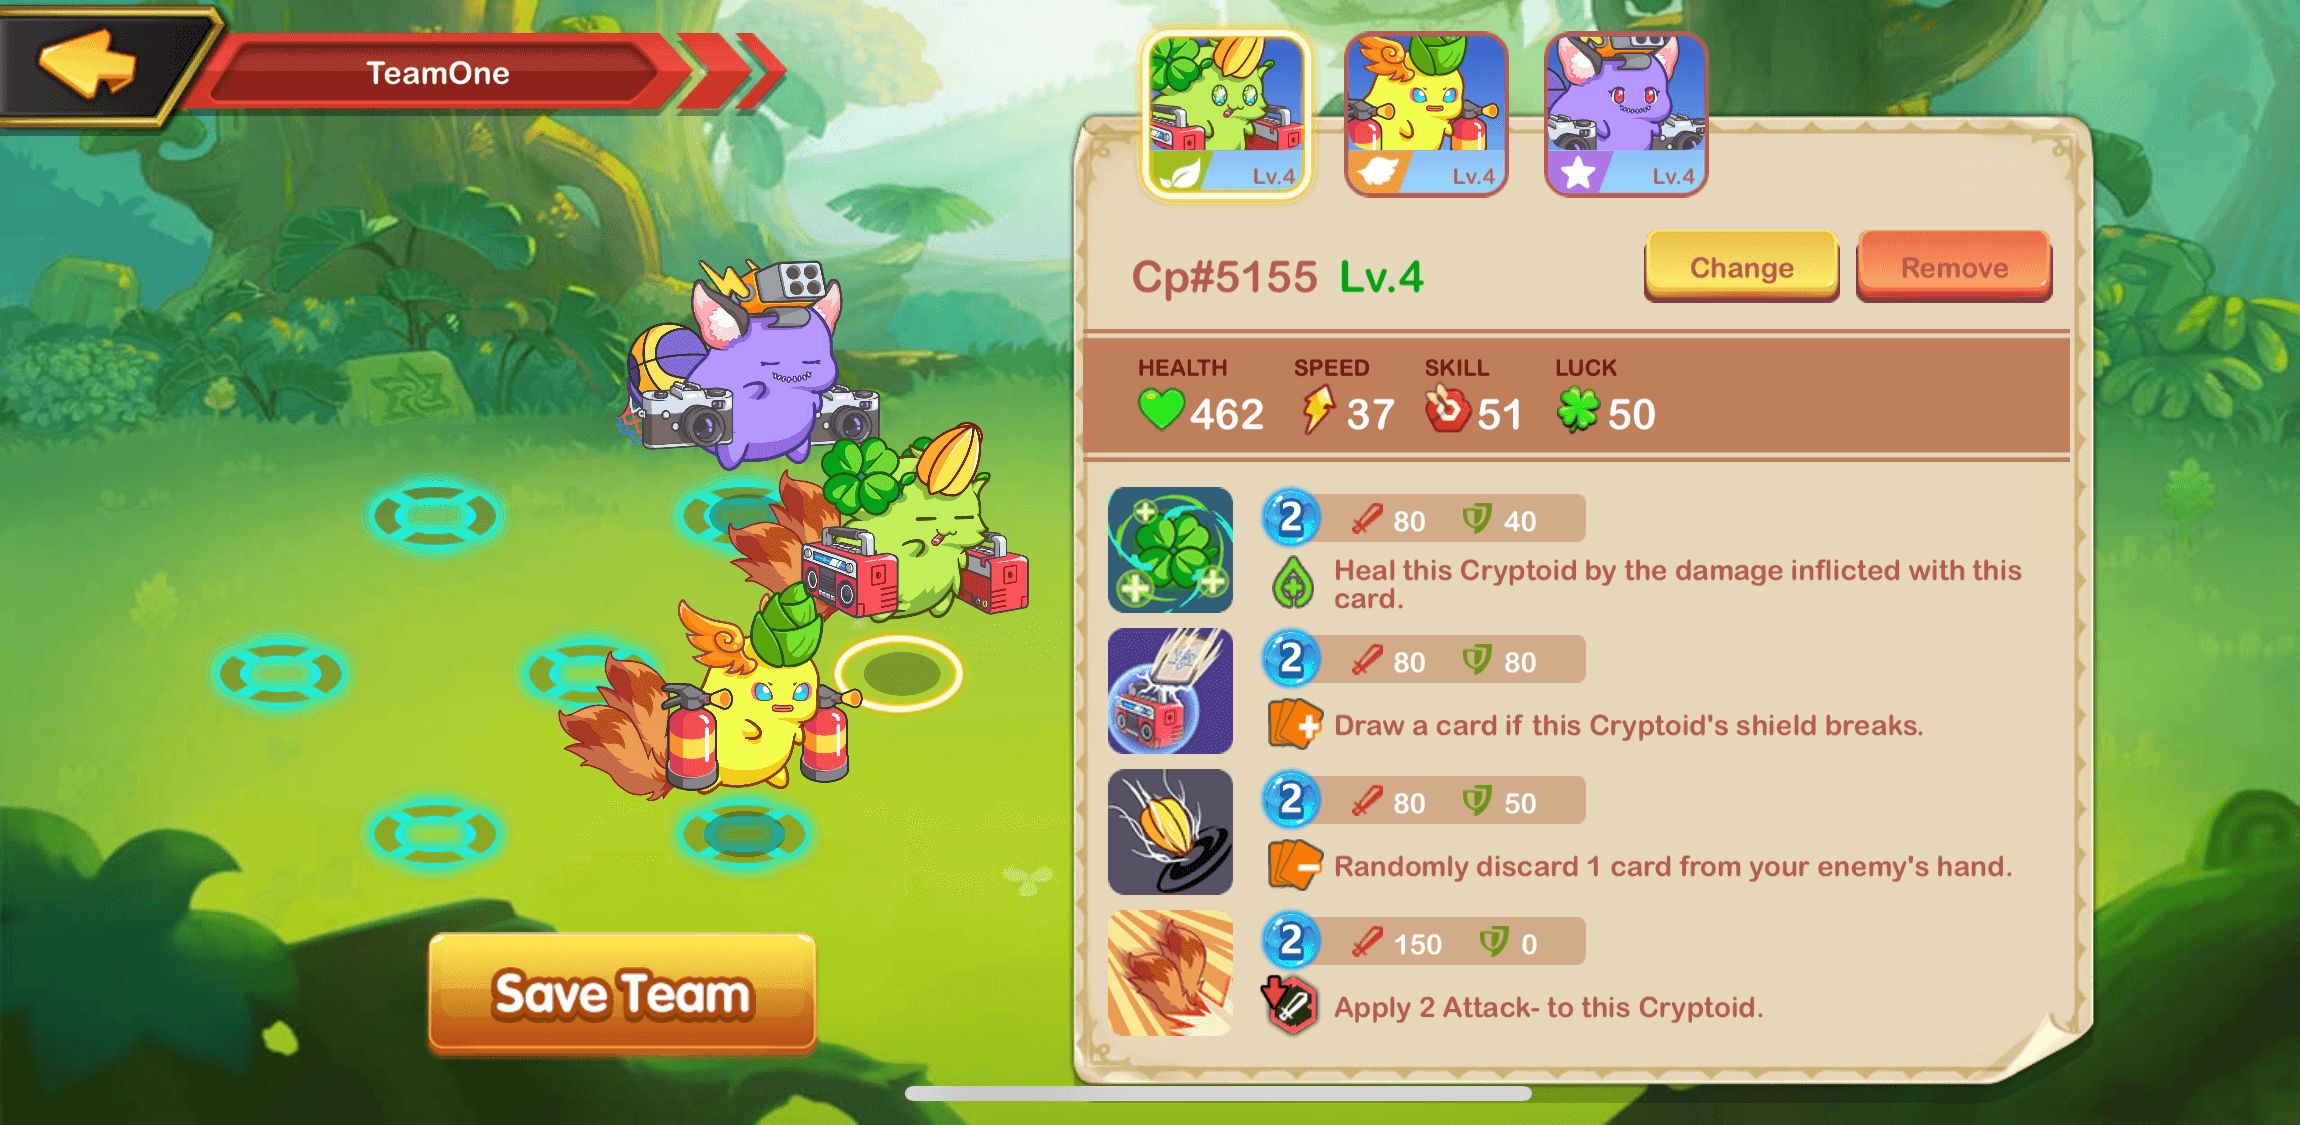 TeamOne
Lv.4
Lv.4
Lv.4
Cp#5155 Lv.4
Change
Remove
HEALTH SPEED SKILL LUCK
462 37 51 50
2 80 40
Heal this Cryptoid by the damage inflicted with this
card.
2 80 80
Draw a card if this Cryptoid's shield breaks.
2 80 50
Randomly discard 1 card from your enemy's hand.
2 150 0
Apply 2 Attack- to this Cryptoid.
Save Team